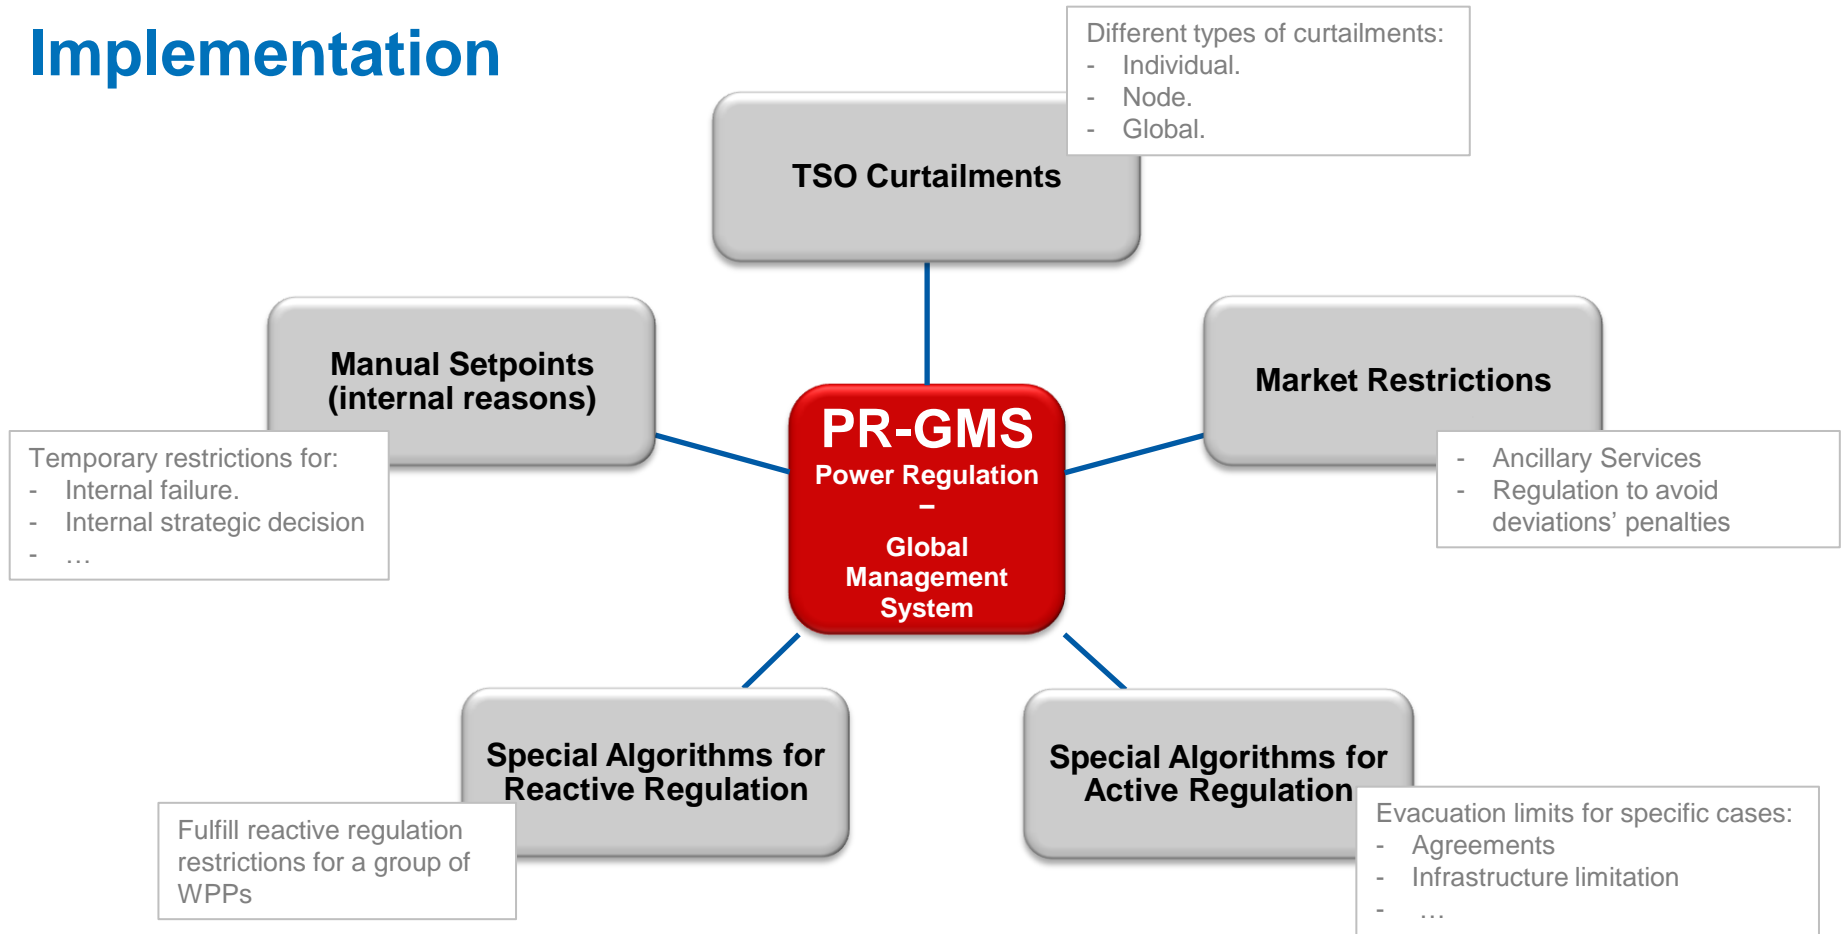 Implementation
Different types of curtailments:
- Individual.
- Node.
- Global.
TSO Curtailments
Manual Setpoints
(internal reasons)
Temporary restrictions for:
- Internal failure.
- Internal strategic decision
- …
Market Restrictions
- Ancillary Services
- Regulation to avoid
deviations’ penalties
PR-GMS
Power Regulation
–
Global
Management
System
Special Algorithms for
Reactive Regulation
Fulfill reactive regulation
restrictions for a group of
WPPs
Special Algorithms for
Active Regulation
Evacuation limits for specific cases:
- Agreements
- Infrastructure limitation
- …